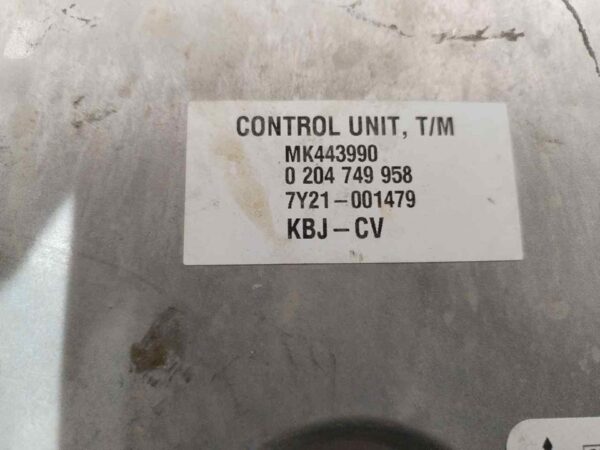 CONTROL UNIT, T/M
MK443990
0 204 749 958
7Y21-001479
KBJ-CV